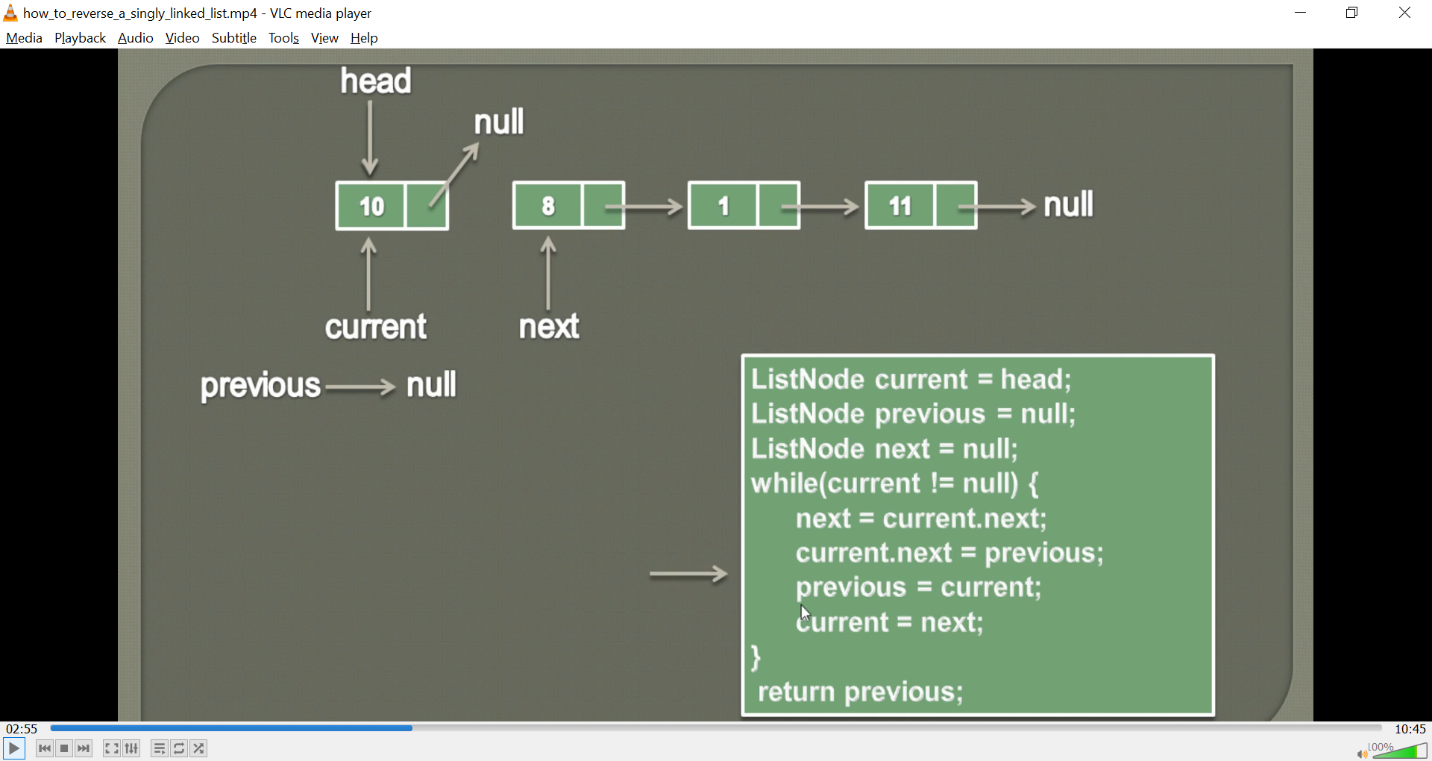 how_to_reverse_a_singly_linked_list.mp4 - VLC media player
Media Playback Audio Video Subtitle Tools View Help
head
null
10 8 1 11 null
current next
previous null
ListNode current = head;
ListNode previous = null;
ListNode next = null;
while(current != null) {
next = current.next;
current.next = previous;
previous = current;
current = next;
}
return previous;
02:55 10:45
100%